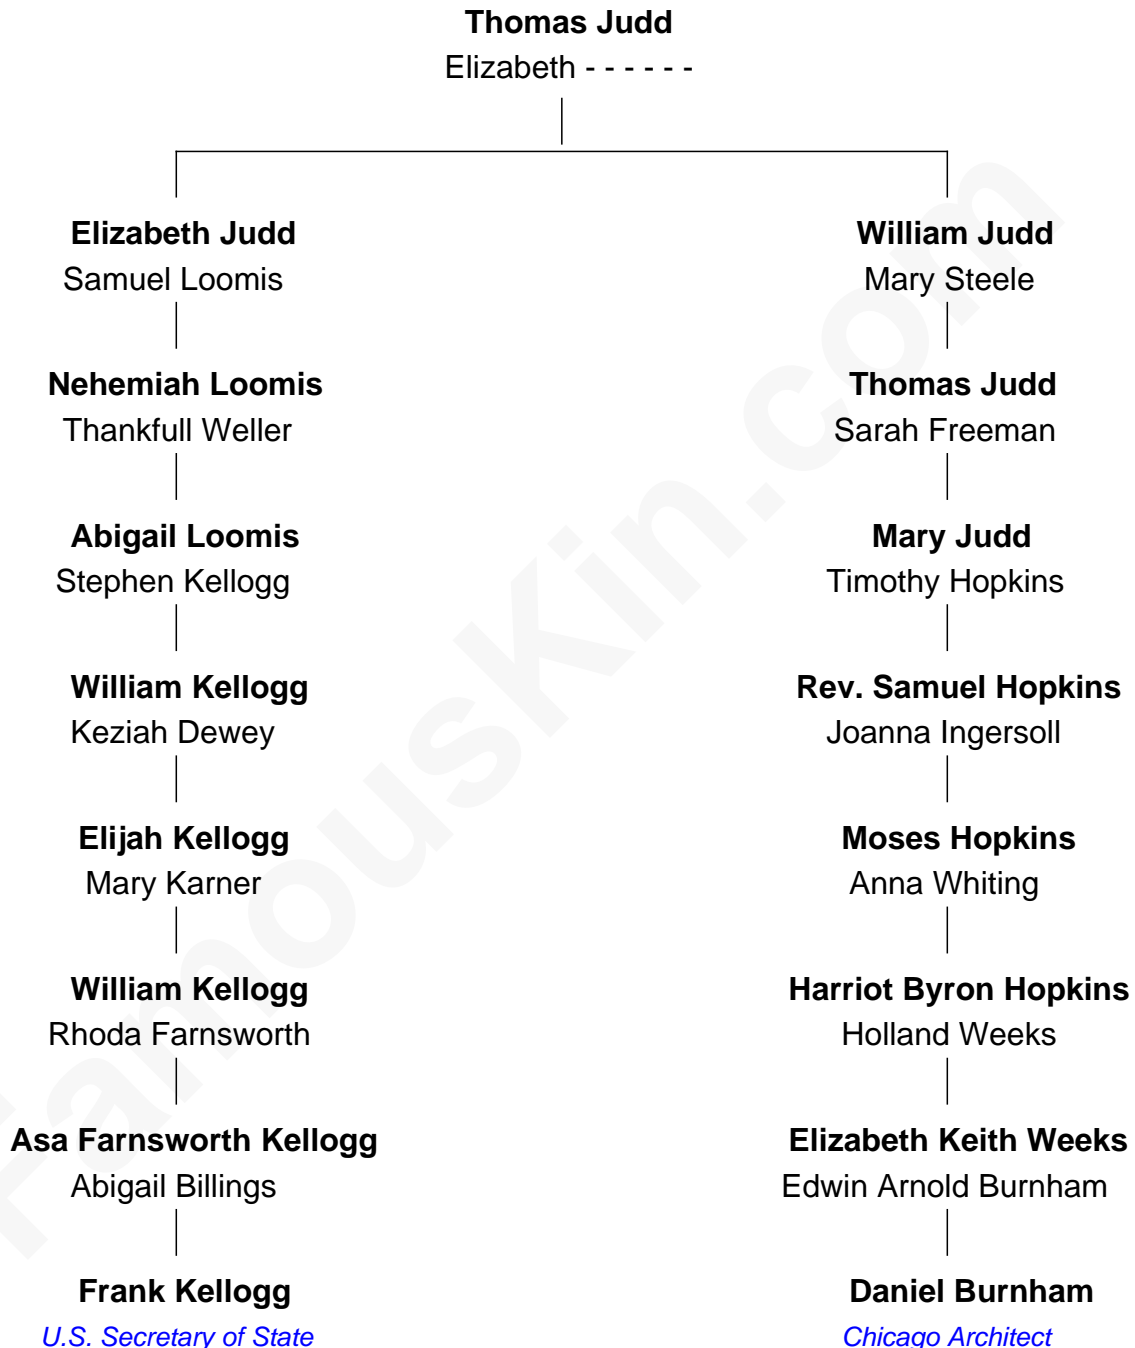 Thomas Judd
Elizabeth - - - - - -
Elizabeth Judd
Samuel Loomis
William Judd
Mary Steele
Nehemiah Loomis
Thankfull Weller
Thomas Judd
Sarah Freeman
Abigail Loomis
Stephen Kellogg
Mary Judd
Timothy Hopkins
William Kellogg
Keziah Dewey
Rev. Samuel Hopkins
Joanna Ingersoll
Elijah Kellogg
Mary Karner
Moses Hopkins
Anna Whiting
William Kellogg
Rhoda Farnsworth
Harriot Byron Hopkins
Holland Weeks
Asa Farnsworth Kellogg
Abigail Billings
Elizabeth Keith Weeks
Edwin Arnold Burnham
Frank Kellogg
U.S. Secretary of State
Daniel Burnham
Chicago Architect
FamousKin.com